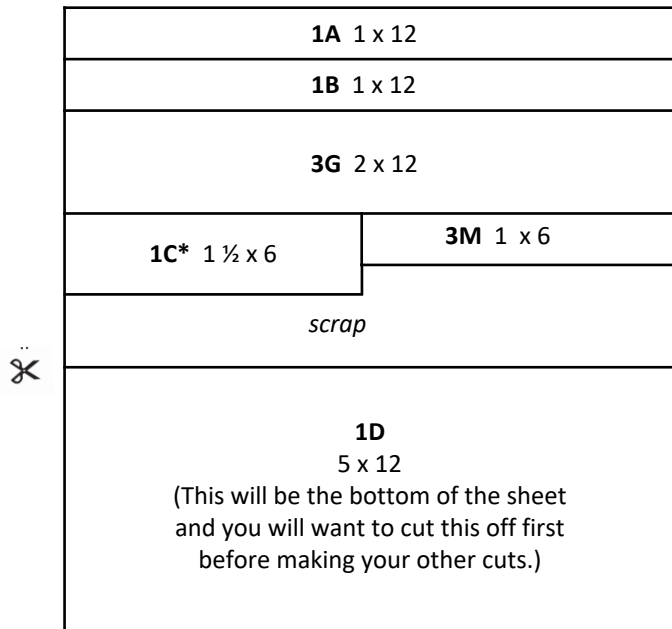 1A 1 x 12
1B 1 x 12
3G 2 x 12
1C* 1 ½ x 6
3M 1 x 6
scrap
1D
5 x 12
(This will be the bottom of the sheet
and you will want to cut this off first
before making your other cuts.)